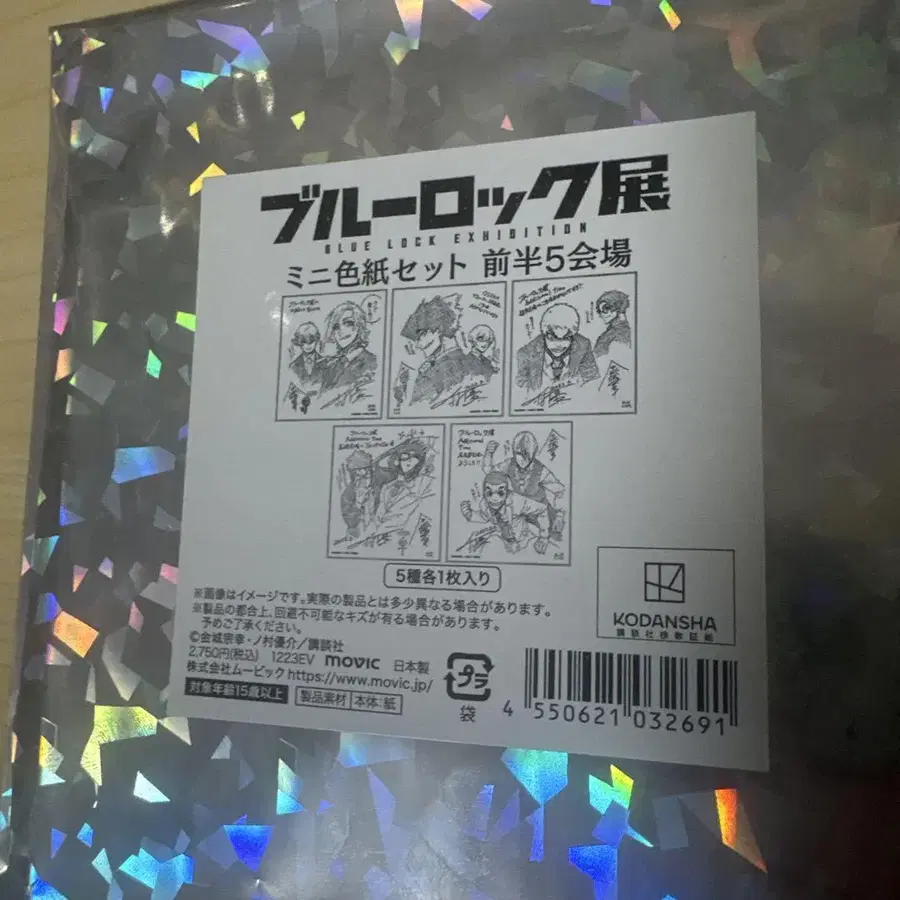 ブルーロック展
BLUE LOCK EXHIBITION
ミニ色紙セット 前半5会場
5種各1枚入り
※画像はイメージです。実際の製品とは多少異なる場合があります。
※製品の都合上、回避不可能なキズが有る場合があります。
予めご了承ください。
©金城宗幸・ノ村優介／講談社
2,750円(税込) 1223EV movic 日本製
株式会社ムービック https://www.movic.jp/
対象年齢15歳以上 製品素材 本体:紙
プラ
袋
KODANSHA
講談社検数証紙
4 550621 032691